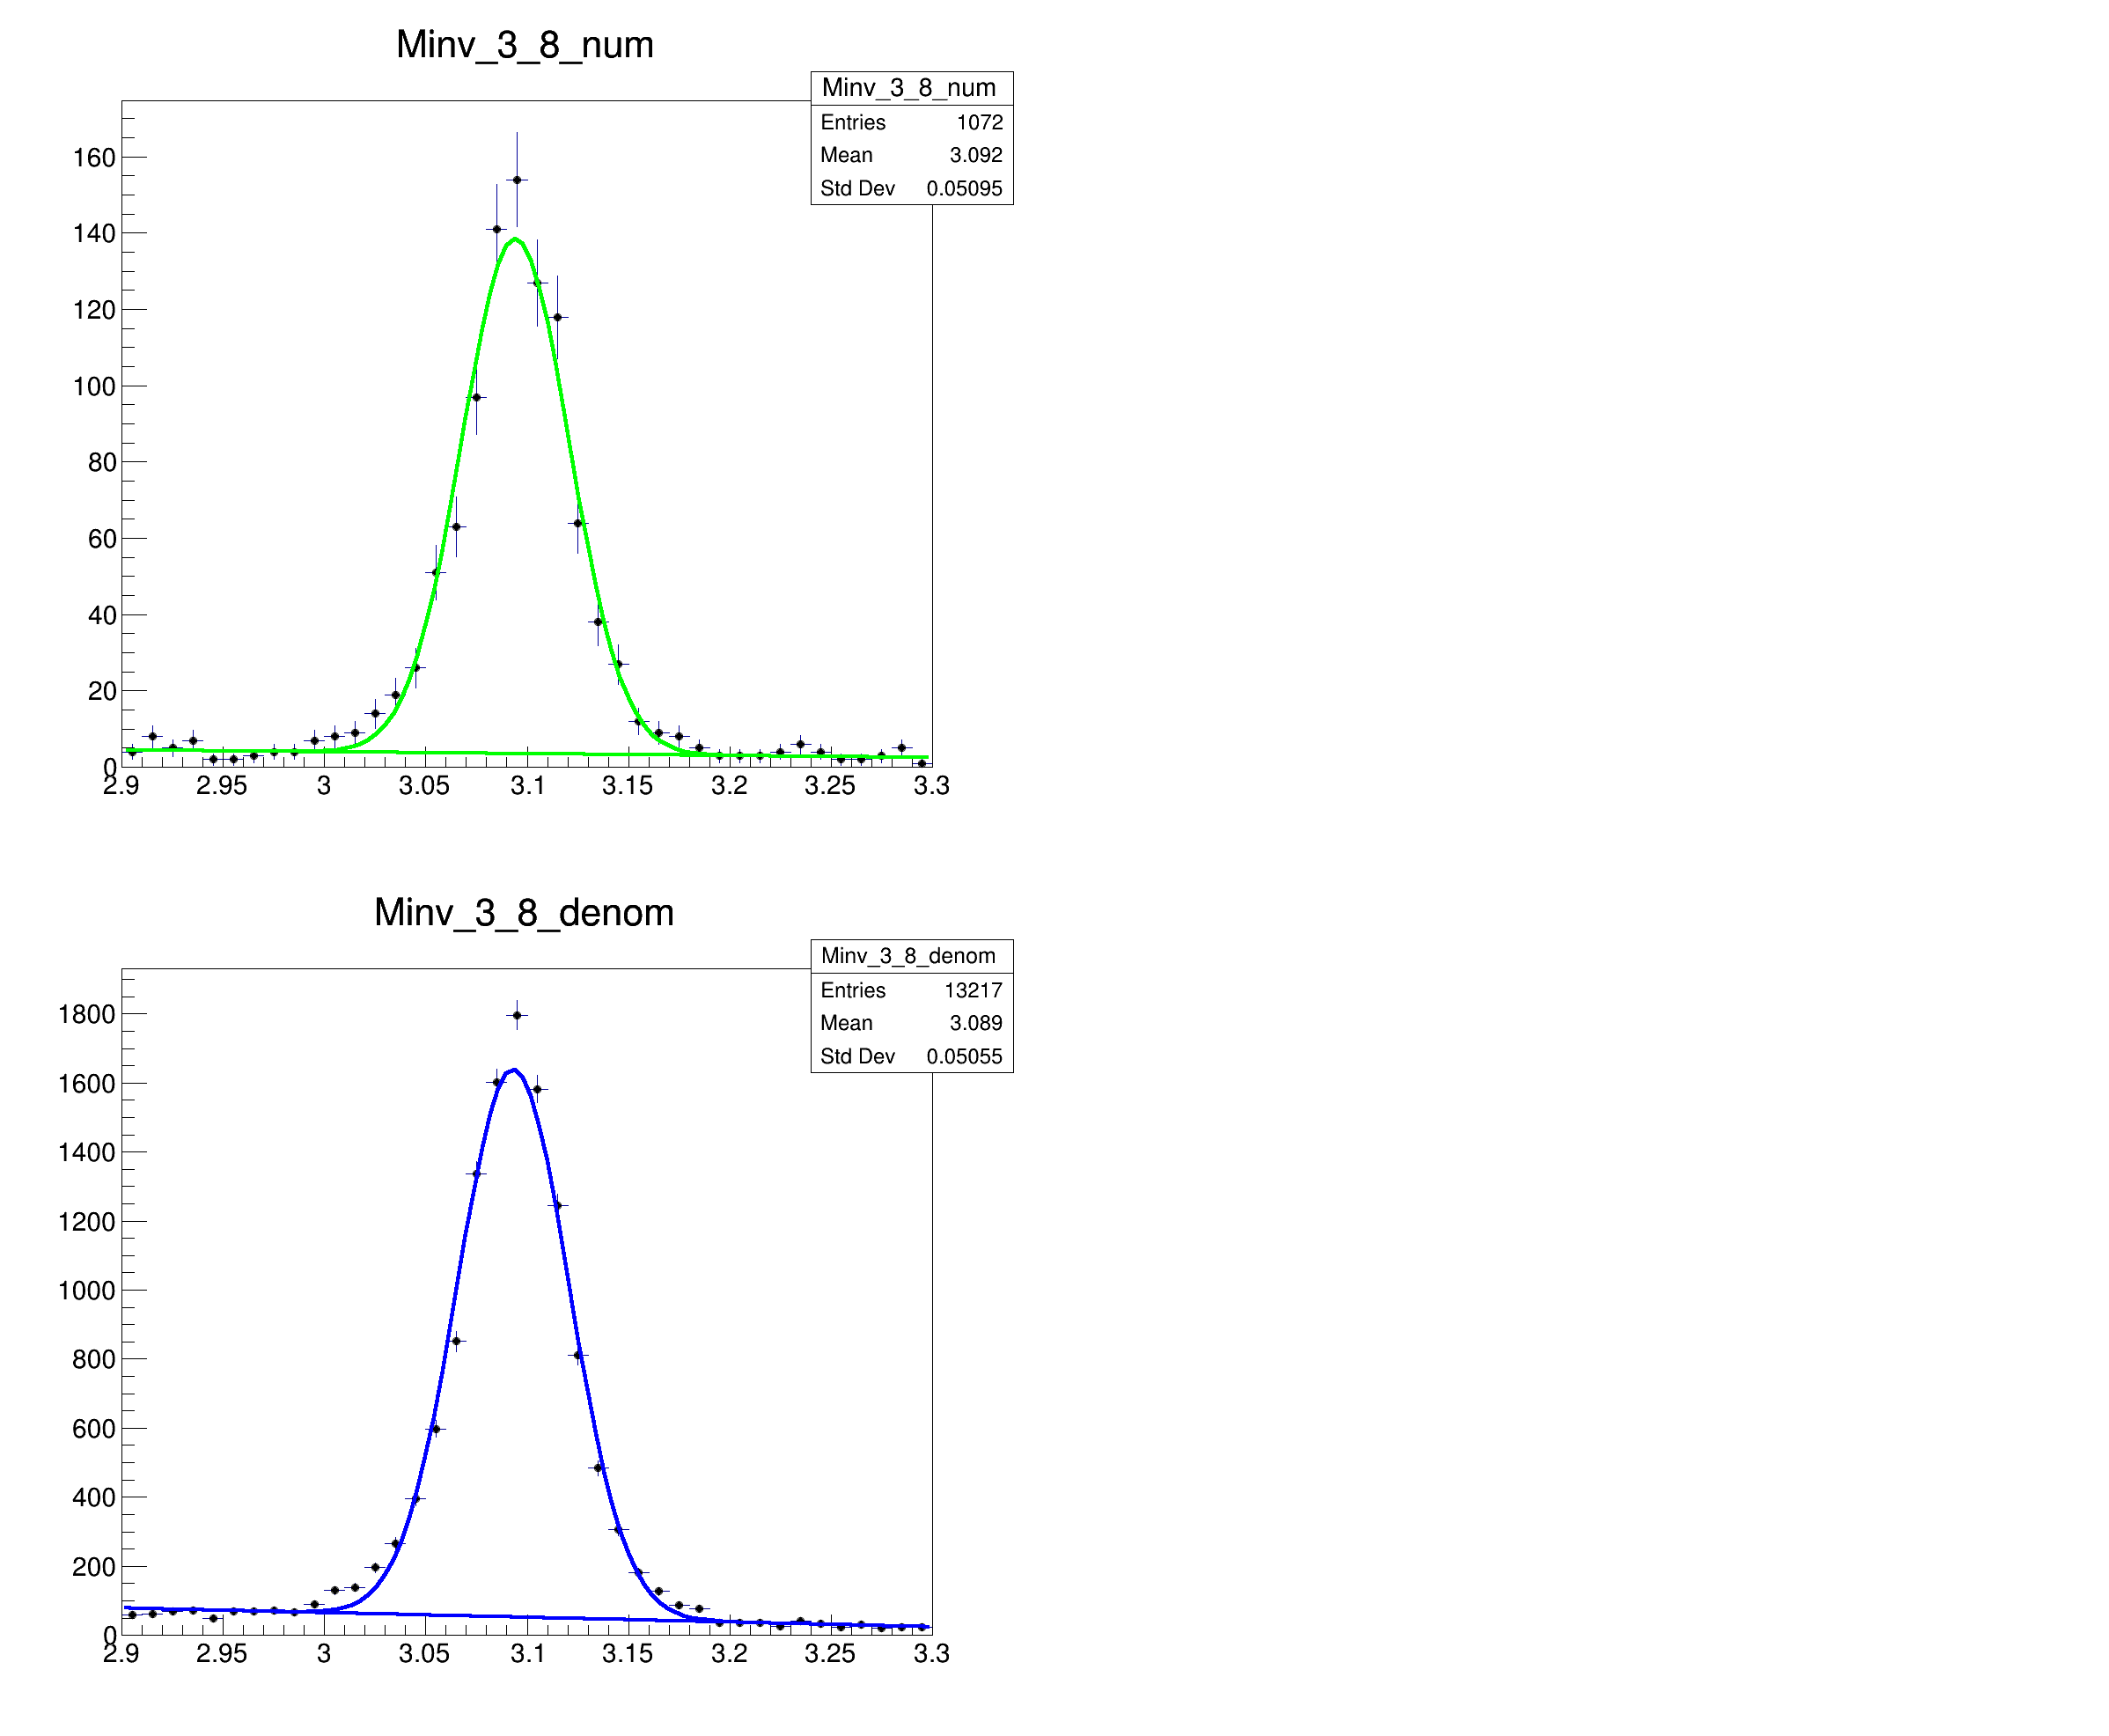 Minv_3_8_num
Minv_3_8_num
Entries 1072
Mean 3.092
Std Dev 0.05095
160
140
120
100
80
60
40
20
0
2.9 2.95 3 3.05 3.1 3.15 3.2 3.25 3.3
Minv_3_8_denom
Minv_3_8_denom
Entries 13217
Mean 3.089
Std Dev 0.05055
1800
1600
1400
1200
1000
800
600
400
200
0
2.9 2.95 3 3.05 3.1 3.15 3.2 3.25 3.3